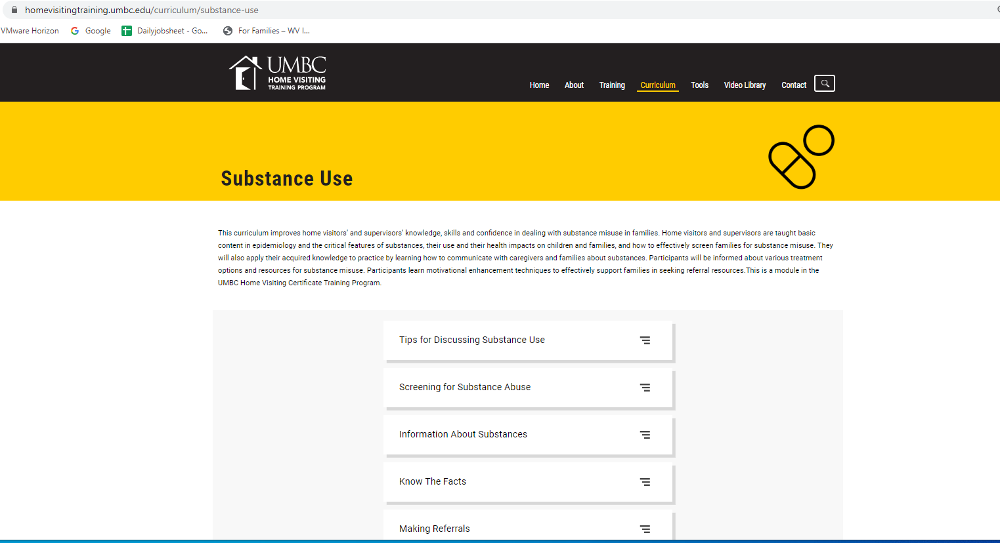 homevisitingtraining.umbc.edu/curriculum/substance-use
VMware Horizon Google Dailyjobsheet - Go... For Families – WV I...
UMBC
HOME VISITING
TRAINING PROGRAM
Home About Training Curriculum Tools Video Library Contact
Substance Use
This curriculum improves home visitors' and supervisors' knowledge, skills and confidence in dealing with substance misuse in families. Home visitors and supervisors are taught basic
content in epidemiology and the critical features of substances, their use and their health impacts on children and families, and how to effectively screen families for substance misuse. They
will also apply their acquired knowledge to practice by learning how to communicate with caregivers and families about substances. Participants will be informed about various treatment
options and resources for substance misuse. Participants learn motivational enhancement techniques to effectively support families in seeking referral resources.This is a module in the
UMBC Home Visiting Certificate Training Program.
Tips for Discussing Substance Use
Screening for Substance Abuse
Information About Substances
Know The Facts
Making Referrals